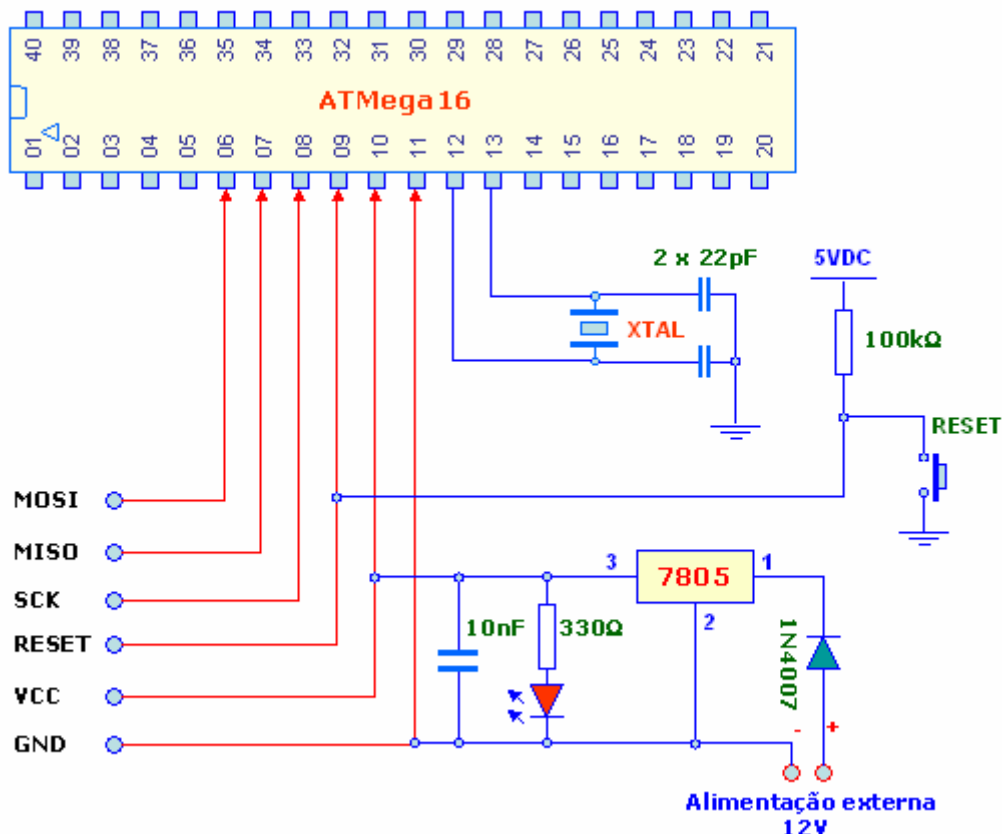 40 39 38 37 36 35 34 33 32 31 30 29 28 27 26 25 24 23 22 21
ATMega16
01 02 03 04 05 06 07 08 09 10 11 12 13 14 15 16 17 18 19 20
2 x 22pF
5VDC
XTAL
100kΩ
RESET
MOSI
MISO
3
7805
1
SCK
10nF
330Ω
2
1N4007
RESET
VCC
GND
- +
Alimentação externa
12V